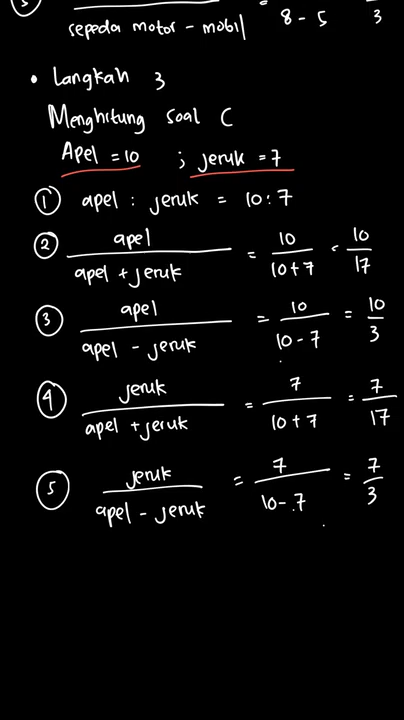 sepeda motor - mobil 8 - 5 3
• Langkah 3
Menghitung soal C
Apel = 10 ; jeruk = 7
① apel : jeruk = 10 : 7
② apel / apel + jeruk = 10 / 10 + 7 = 10 / 17
③ apel / apel - jeruk = 10 / 10 - 7 = 10 / 3
④ jeruk / apel + jeruk = 7 / 10 + 7 = 7 / 17
⑤ jeruk / apel - jeruk = 7 / 10 - 7 = 7 / 3